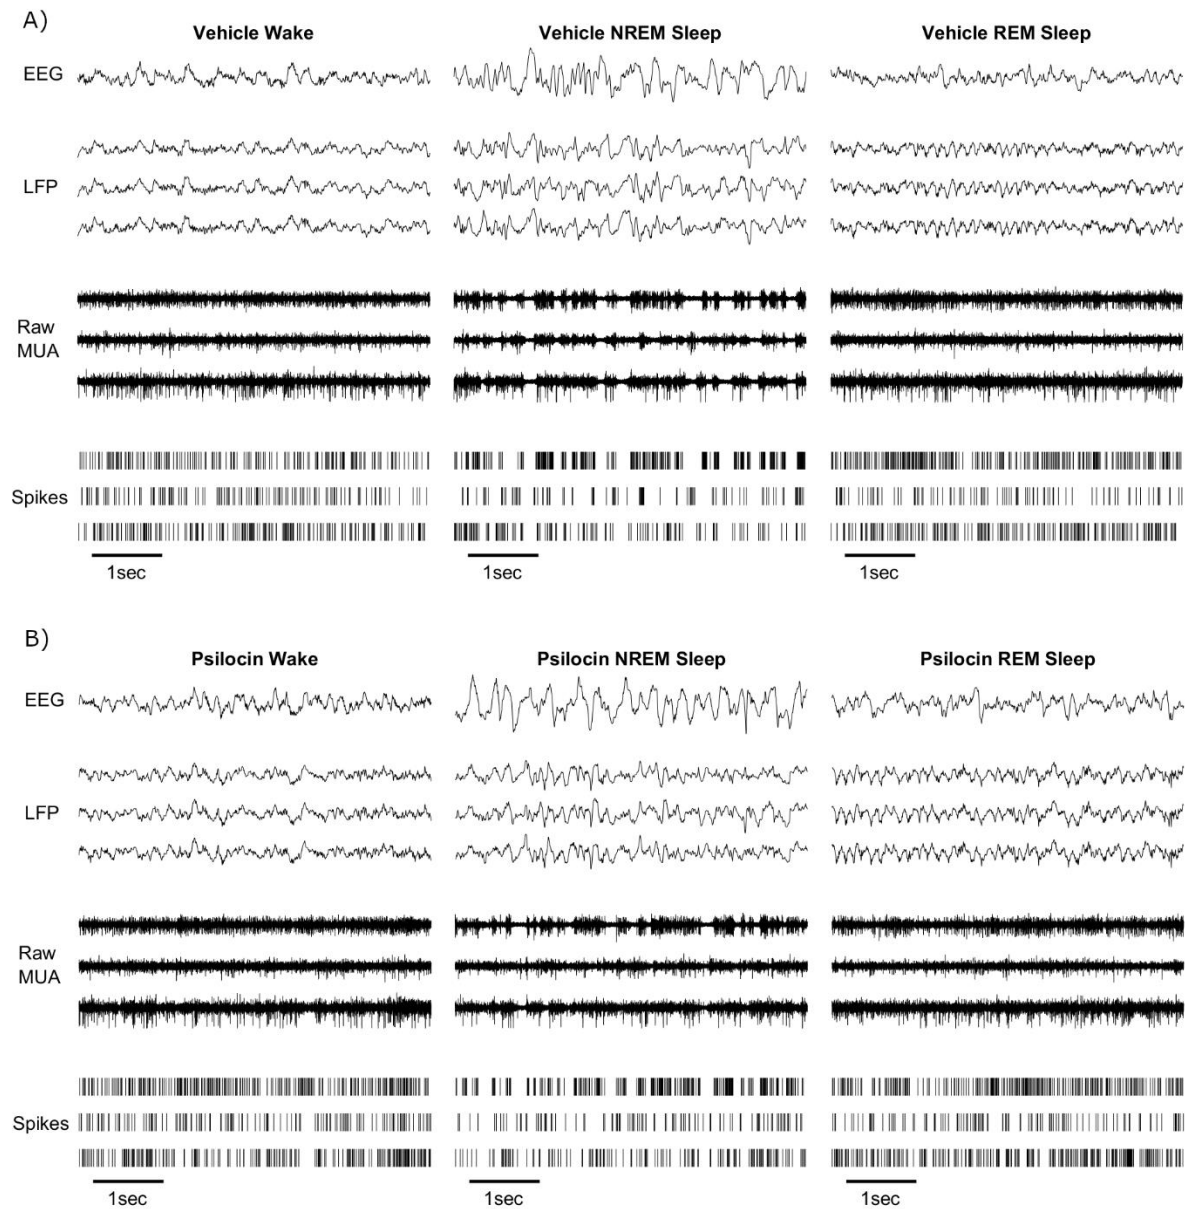 A)
Vehicle Wake
Vehicle NREM Sleep
Vehicle REM Sleep
EEG
LFP
Raw
MUA
Spikes
1sec
1sec
1sec
B)
Psilocin Wake
Psilocin NREM Sleep
Psilocin REM Sleep
EEG
LFP
Raw
MUA
Spikes
1sec
1sec
1sec